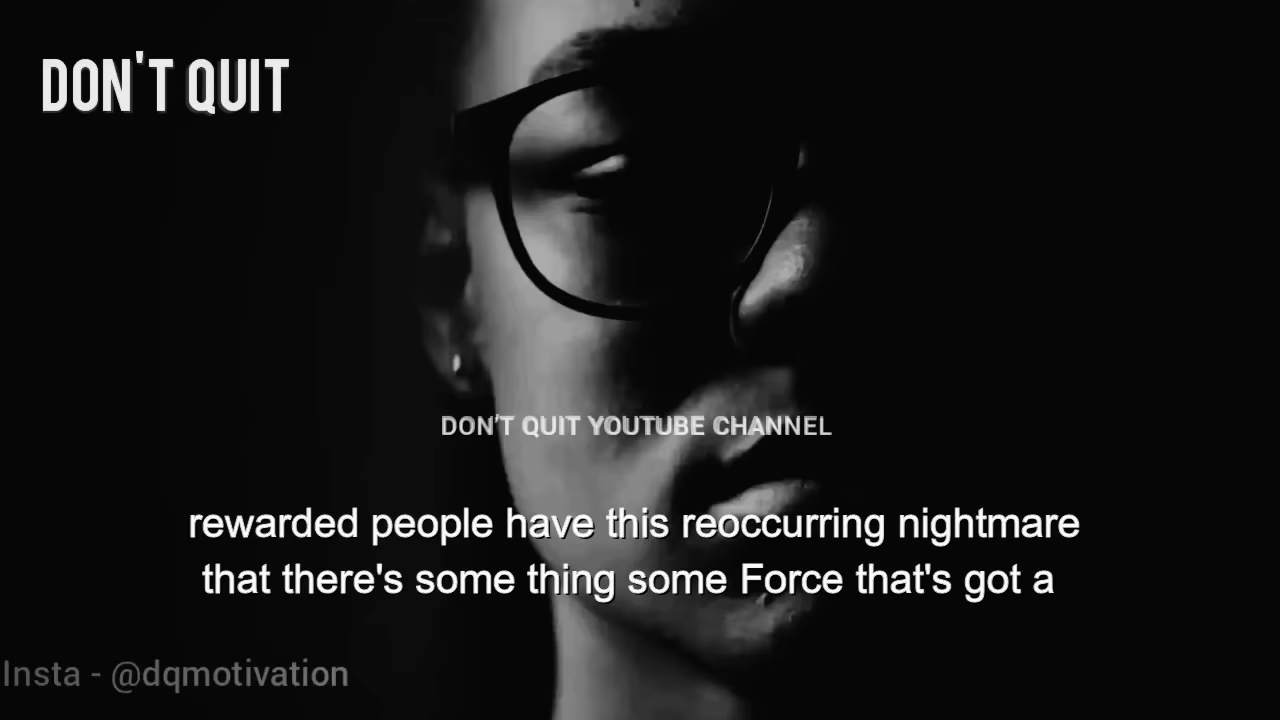 DON'T QUIT
DON'T QUIT YOUTUBE CHANNEL
rewarded people have this reoccurring nightmare
that there's some thing some Force that's got a
Insta - @dqmotivation